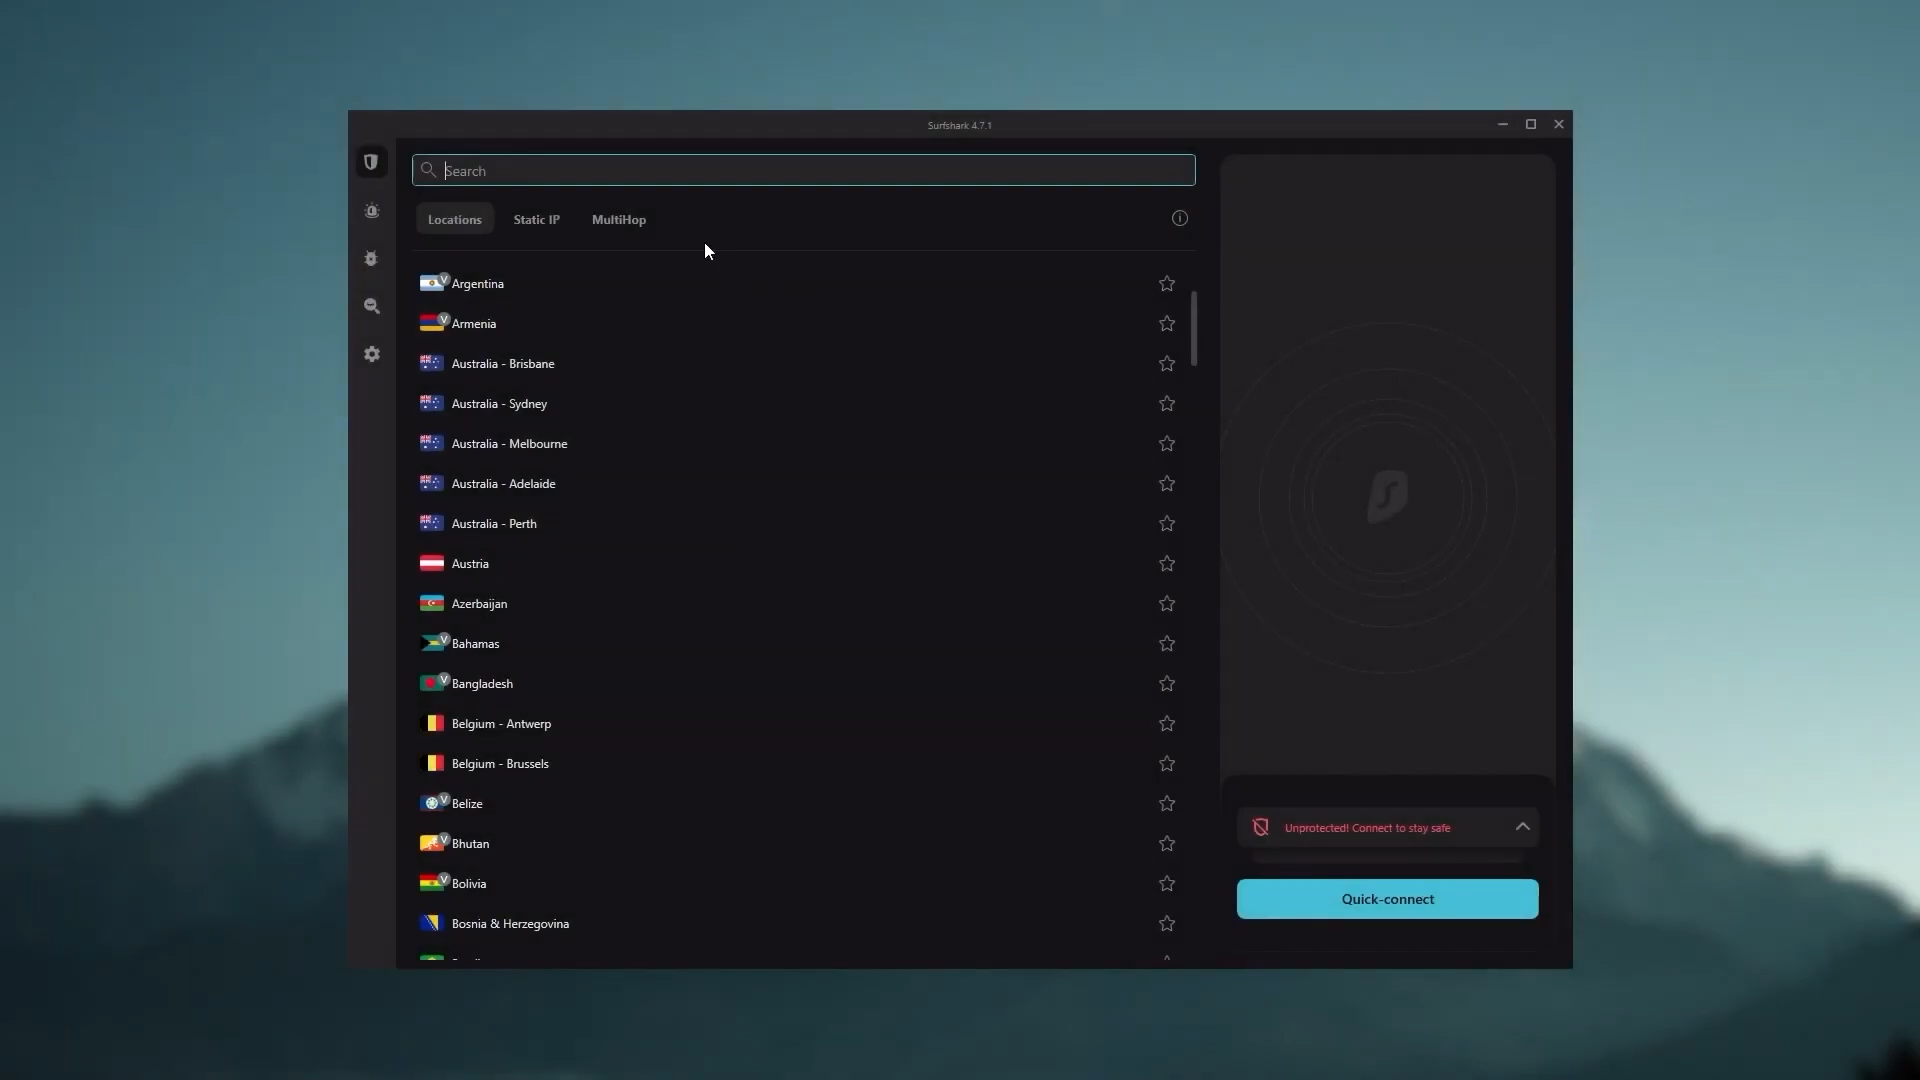 Surfshark 4.7.1
Search
Locations
Static IP
MultiHop
V Argentina
V Armenia
Australia - Brisbane
Australia - Sydney
Australia - Melbourne
Australia - Adelaide
Australia - Perth
Austria
Azerbaijan
V Bahamas
V Bangladesh
Belgium - Antwerp
Belgium - Brussels
V Belize
V Bhutan
V Bolivia
Bosnia & Herzegovina
Unprotected! Connect to stay safe
Quick-connect